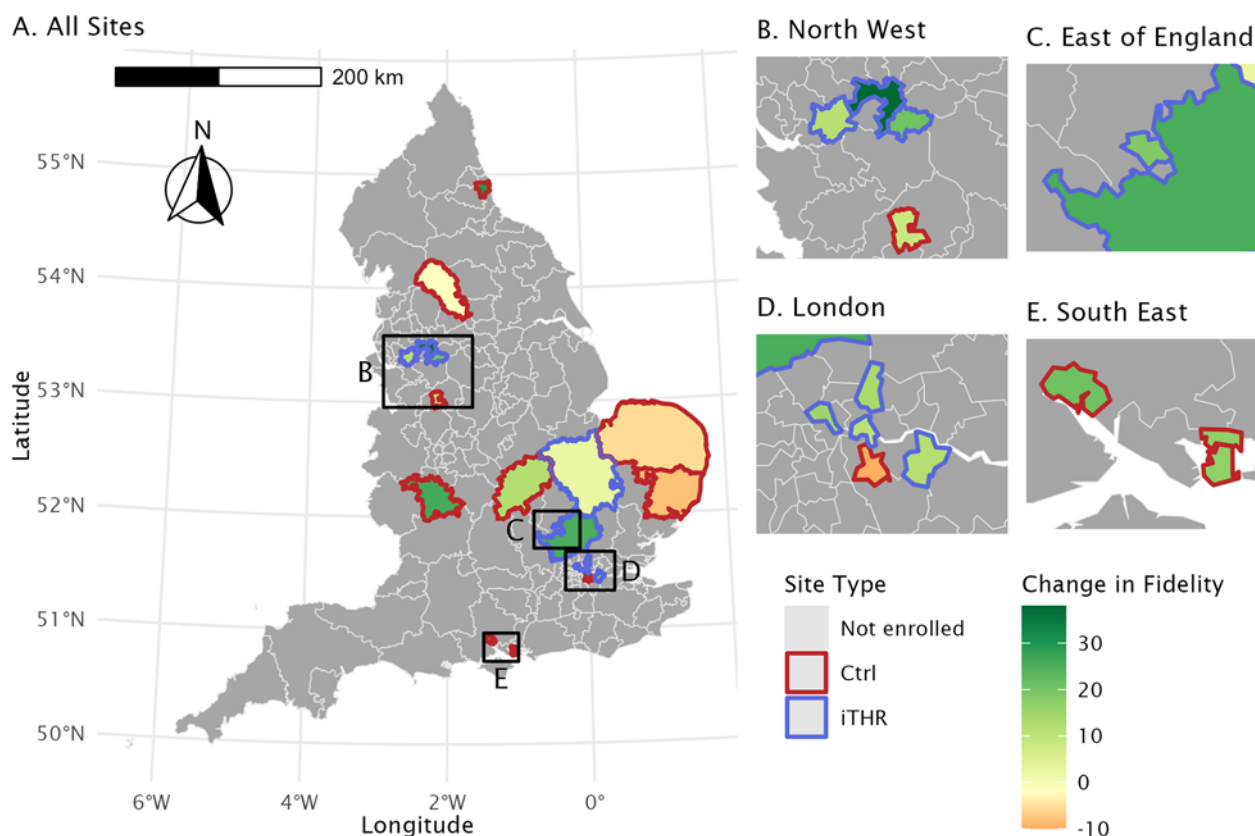 A. All Sites
200 km
N
55°N
54°N
53°N
52°N
51°N
50°N
Latitude
6°W
4°W
2°W
0°
Longitude
B
C
D
E
B. North West
C. East of England
D. London
E. South East
Site Type
Not enrolled
Ctrl
iTHR
Change in Fidelity
30
20
10
0
-10